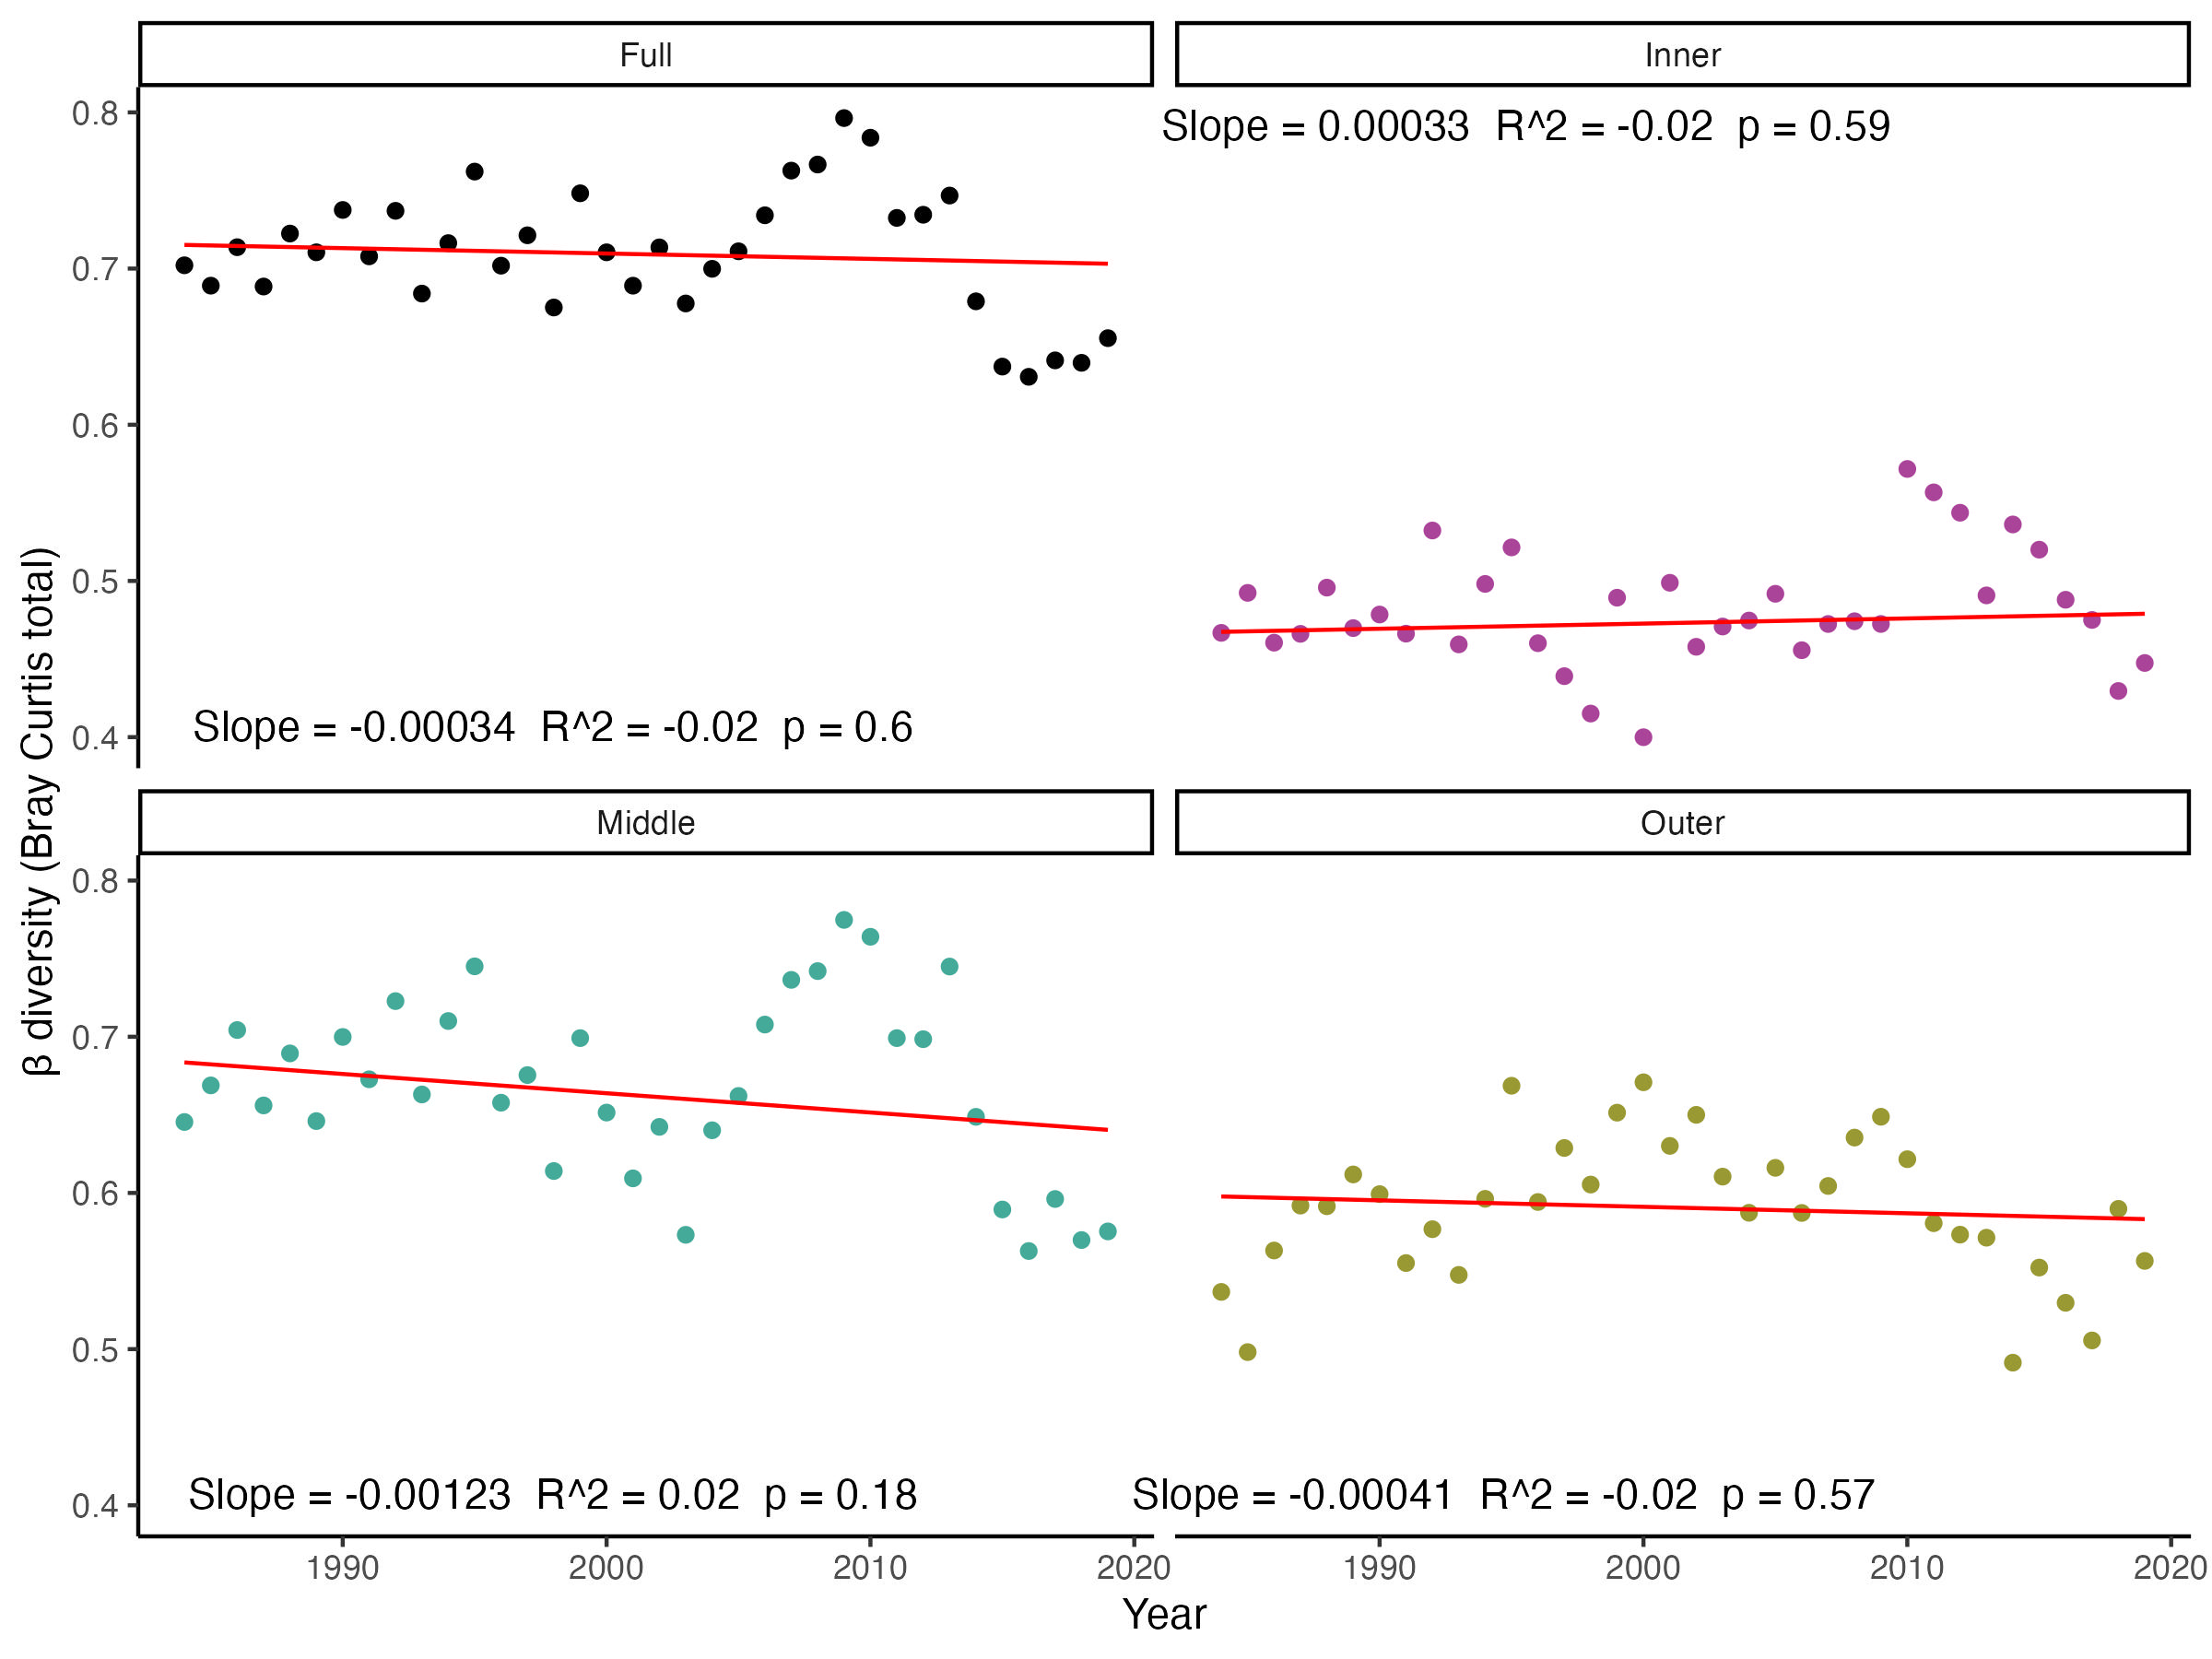 Full
Inner
0.8
0.7
0.6
0.5
0.4
Slope = -0.00034  R^2 = -0.02  p = 0.6
Slope = 0.00033  R^2 = -0.02  p = 0.59
β diversity (Bray Curtis total)
Middle
Outer
0.8
0.7
0.6
0.5
0.4
Slope = -0.00123  R^2 = 0.02  p = 0.18
Slope = -0.00041  R^2 = -0.02  p = 0.57
1990 2000 2010 2020
1990 2000 2010 2020
Year